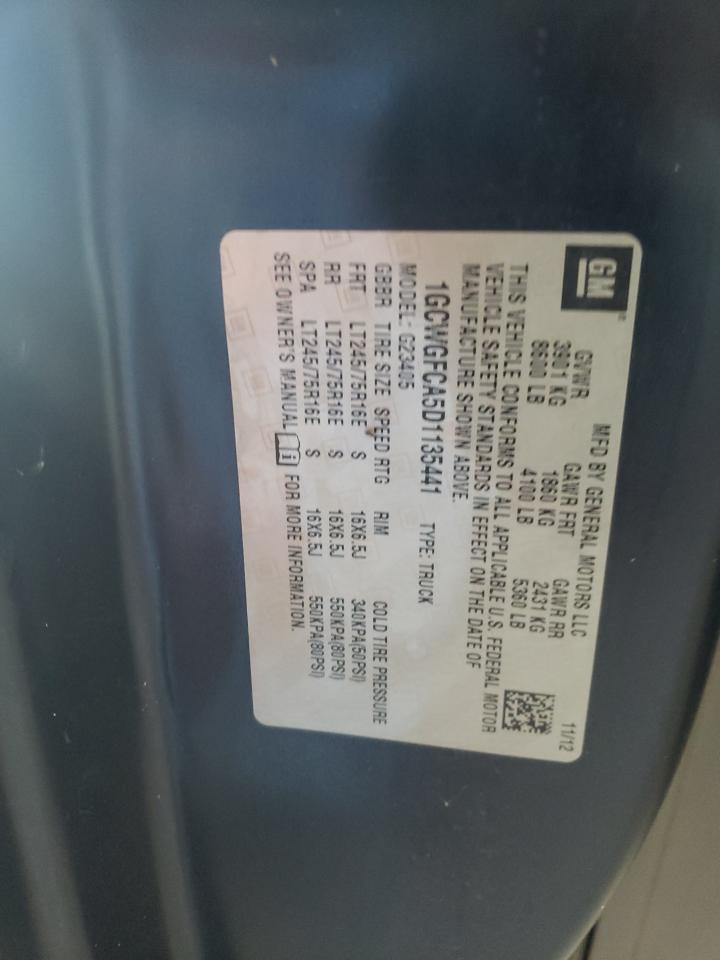 GM®
MFD BY GENERAL MOTORS LLC 11/12
GVWR GAWR FRT GAWR RR
3901 KG 1860 KG 2431 KG
8600 LB 4100 LB 5360 LB
THIS VEHICLE CONFORMS TO ALL APPLICABLE U.S. FEDERAL MOTOR
VEHICLE SAFETY STANDARDS IN EFFECT ON THE DATE OF
MANUFACTURE SHOWN ABOVE.
1GCWGFCA5D1135441 TYPE: TRUCK
MODEL: G23405
GBBR TIRE SIZE SPEED RTG RIM COLD TIRE PRESSURE
FRT LT245/75R16E S 16X6.5J 340KPA(50PSI)
RR LT245/75R16E S 16X6.5J 550KPA(80PSI)
SPA LT245/75R16E S 16X6.5J 550KPA(80PSI)
SEE OWNER'S MANUAL i FOR MORE INFORMATION.